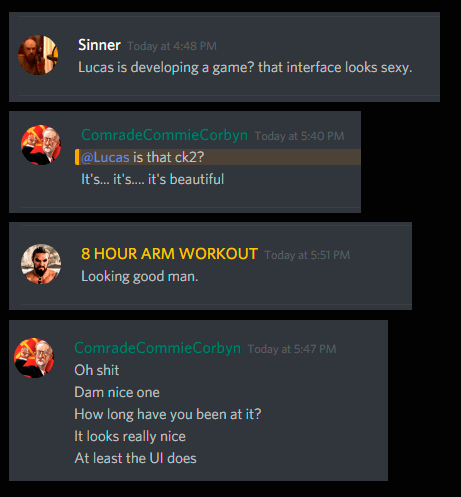 Sinner Today at 4:48 PM
Lucas is developing a game? that interface looks sexy.
ComradeCommieCorbyn Today at 5:40 PM
@Lucas is that ck2?
It's... it's.... it's beautiful
8 HOUR ARM WORKOUT Today at 5:51 PM
Looking good man.
ComradeCommieCorbyn Today at 5:47 PM
Oh shit
Dam nice one
How long have you been at it?
It looks really nice
At least the UI does